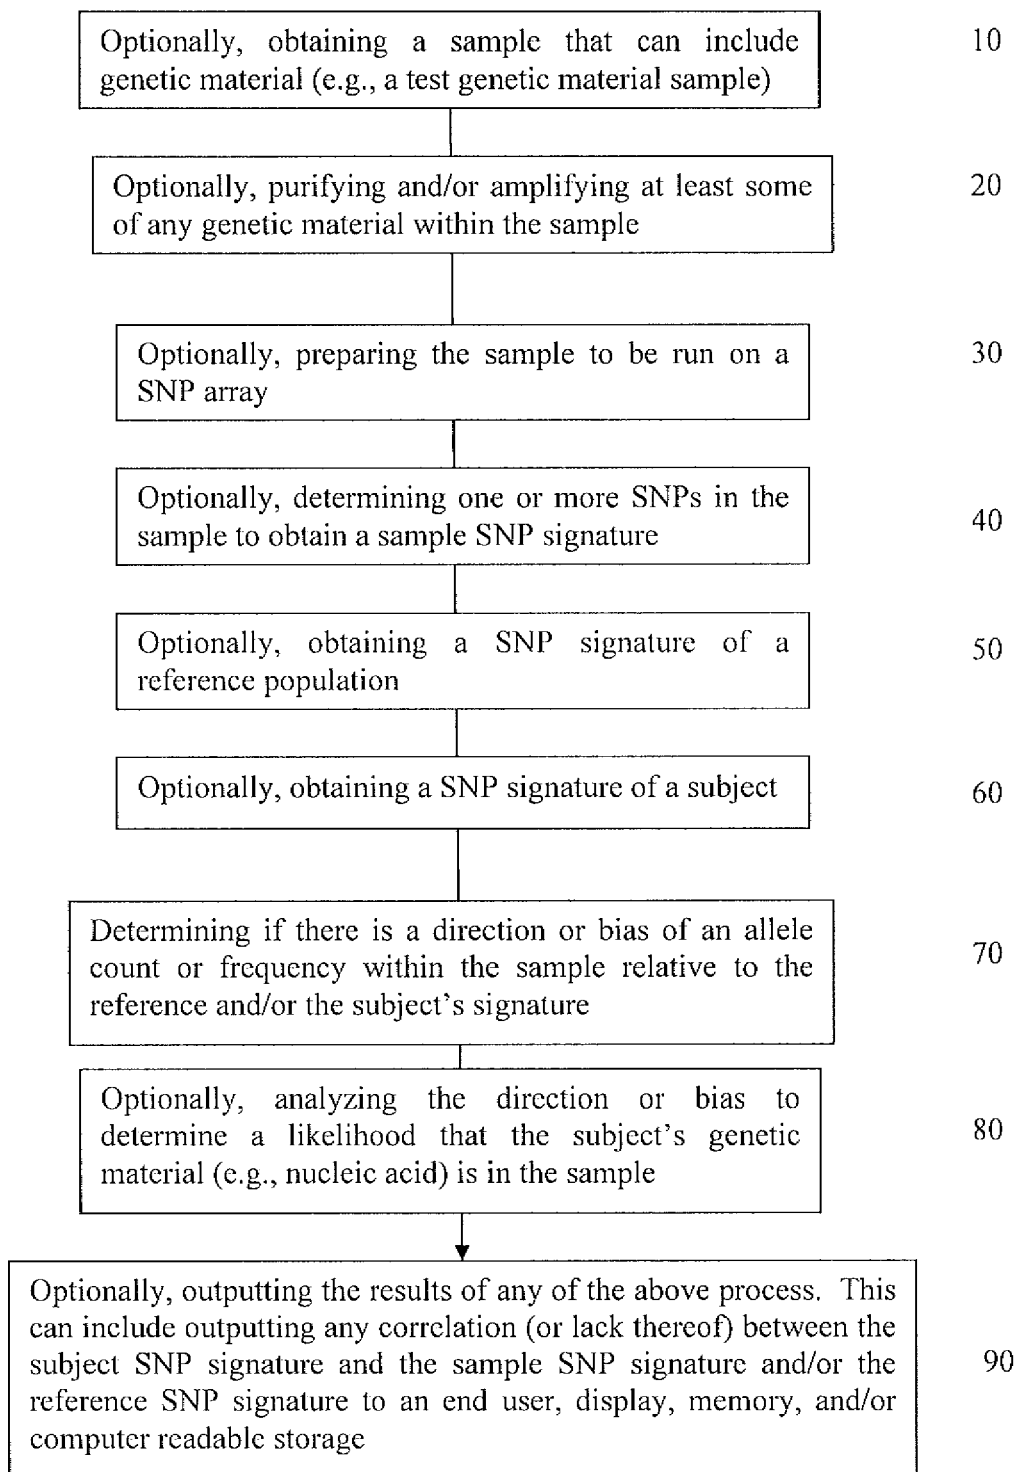 Optionally, obtaining a sample that can include 10
genetic material (e.g., a test genetic material sample)
Optionally, purifying and/or amplifying at least some 20
of any genetic material within the sample
Optionally, preparing the sample to be run on a 30
SNP array
Optionally, determining one or more SNPs in the
sample to obtain a sample SNP signature 40
Optionally, obtaining a SNP signature of a 50
reference population
Optionally, obtaining a SNP signature of a subject 60
Determining if there is a direction or bias of an allele
count or frequency within the sample relative to the 70
reference and/or the subject's signature
Optionally, analyzing the direction or bias to
determine a likelihood that the subject's genetic 80
material (e.g., nucleic acid) is in the sample
Optionally, outputting the results of any of the above process. This
can include outputting any correlation (or lack thereof) between the
subject SNP signature and the sample SNP signature and/or the 90
reference SNP signature to an end user, display, memory, and/or
computer readable storage